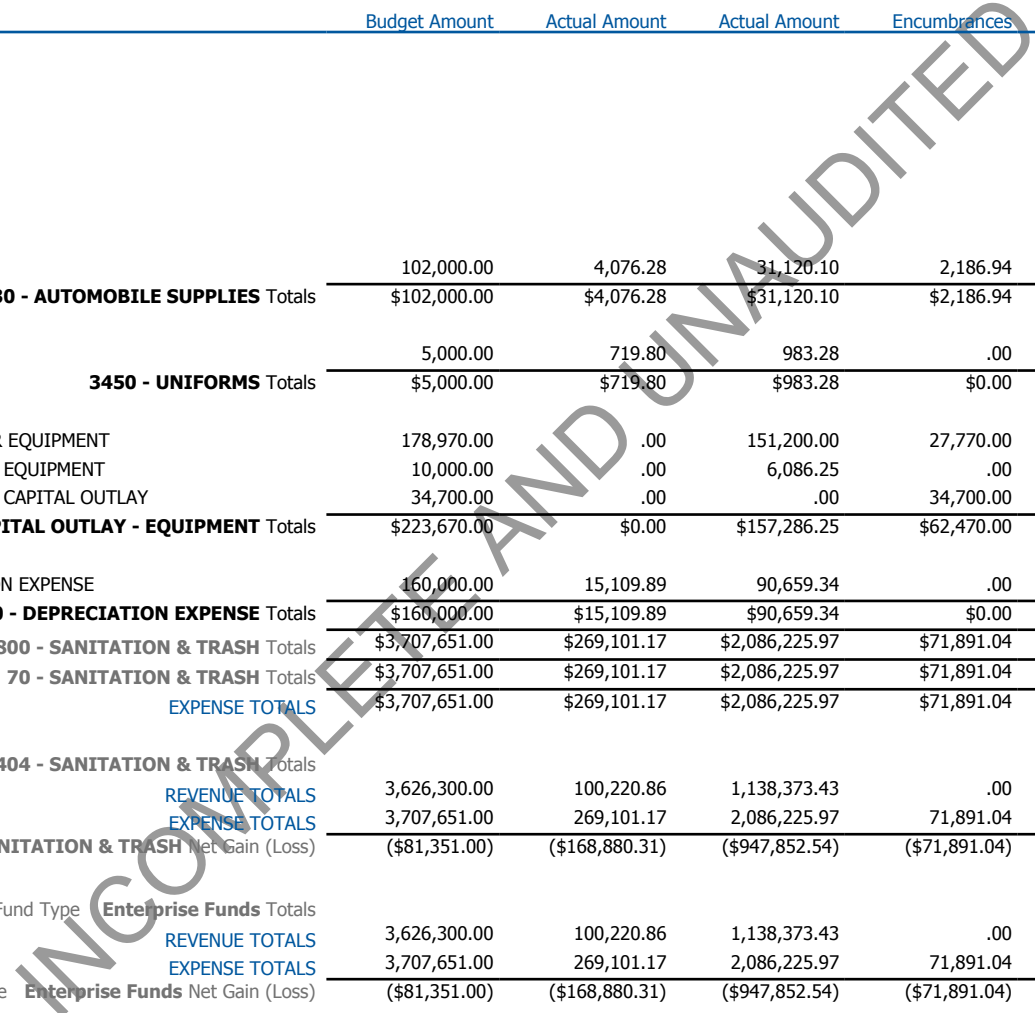 Budget Amount Actual Amount Actual Amount Encumbrances
102,000.00 4,076.28 31,120.10 2,186.94
30 - AUTOMOBILE SUPPLIES Totals $102,000.00 $4,076.28 $31,120.10 $2,186.94
5,000.00 719.80 983.28 .00
3450 - UNIFORMS Totals $5,000.00 $719.80 $983.28 $0.00
R EQUIPMENT 178,970.00 .00 151,200.00 27,770.00
EQUIPMENT 10,000.00 .00 6,086.25 .00
CAPITAL OUTLAY 34,700.00 .00 .00 34,700.00
PITAL OUTLAY - EQUIPMENT Totals $223,670.00 $0.00 $157,286.25 $62,470.00
ON EXPENSE 160,000.00 15,109.89 90,659.34 .00
0 - DEPRECIATION EXPENSE Totals $160,000.00 $15,109.89 $90,659.34 $0.00
300 - SANITATION & TRASH Totals $3,707,651.00 $269,101.17 $2,086,225.97 $71,891.04
70 - SANITATION & TRASH Totals $3,707,651.00 $269,101.17 $2,086,225.97 $71,891.04
EXPENSE TOTALS $3,707,651.00 $269,101.17 $2,086,225.97 $71,891.04
404 - SANITATION & TRASH Totals
REVENUE TOTALS 3,626,300.00 100,220.86 1,138,373.43 .00
EXPENSE TOTALS 3,707,651.00 269,101.17 2,086,225.97 71,891.04
NITATION & TRASH Net Gain (Loss) ($81,351.00) ($168,880.31) ($947,852.54) ($71,891.04)
Fund Type Enterprise Funds Totals
REVENUE TOTALS 3,626,300.00 100,220.86 1,138,373.43 .00
EXPENSE TOTALS 3,707,651.00 269,101.17 2,086,225.97 71,891.04
e Enterprise Funds Net Gain (Loss) ($81,351.00) ($168,880.31) ($947,852.54) ($71,891.04)
INCOMPLETE AND UNAUDITED